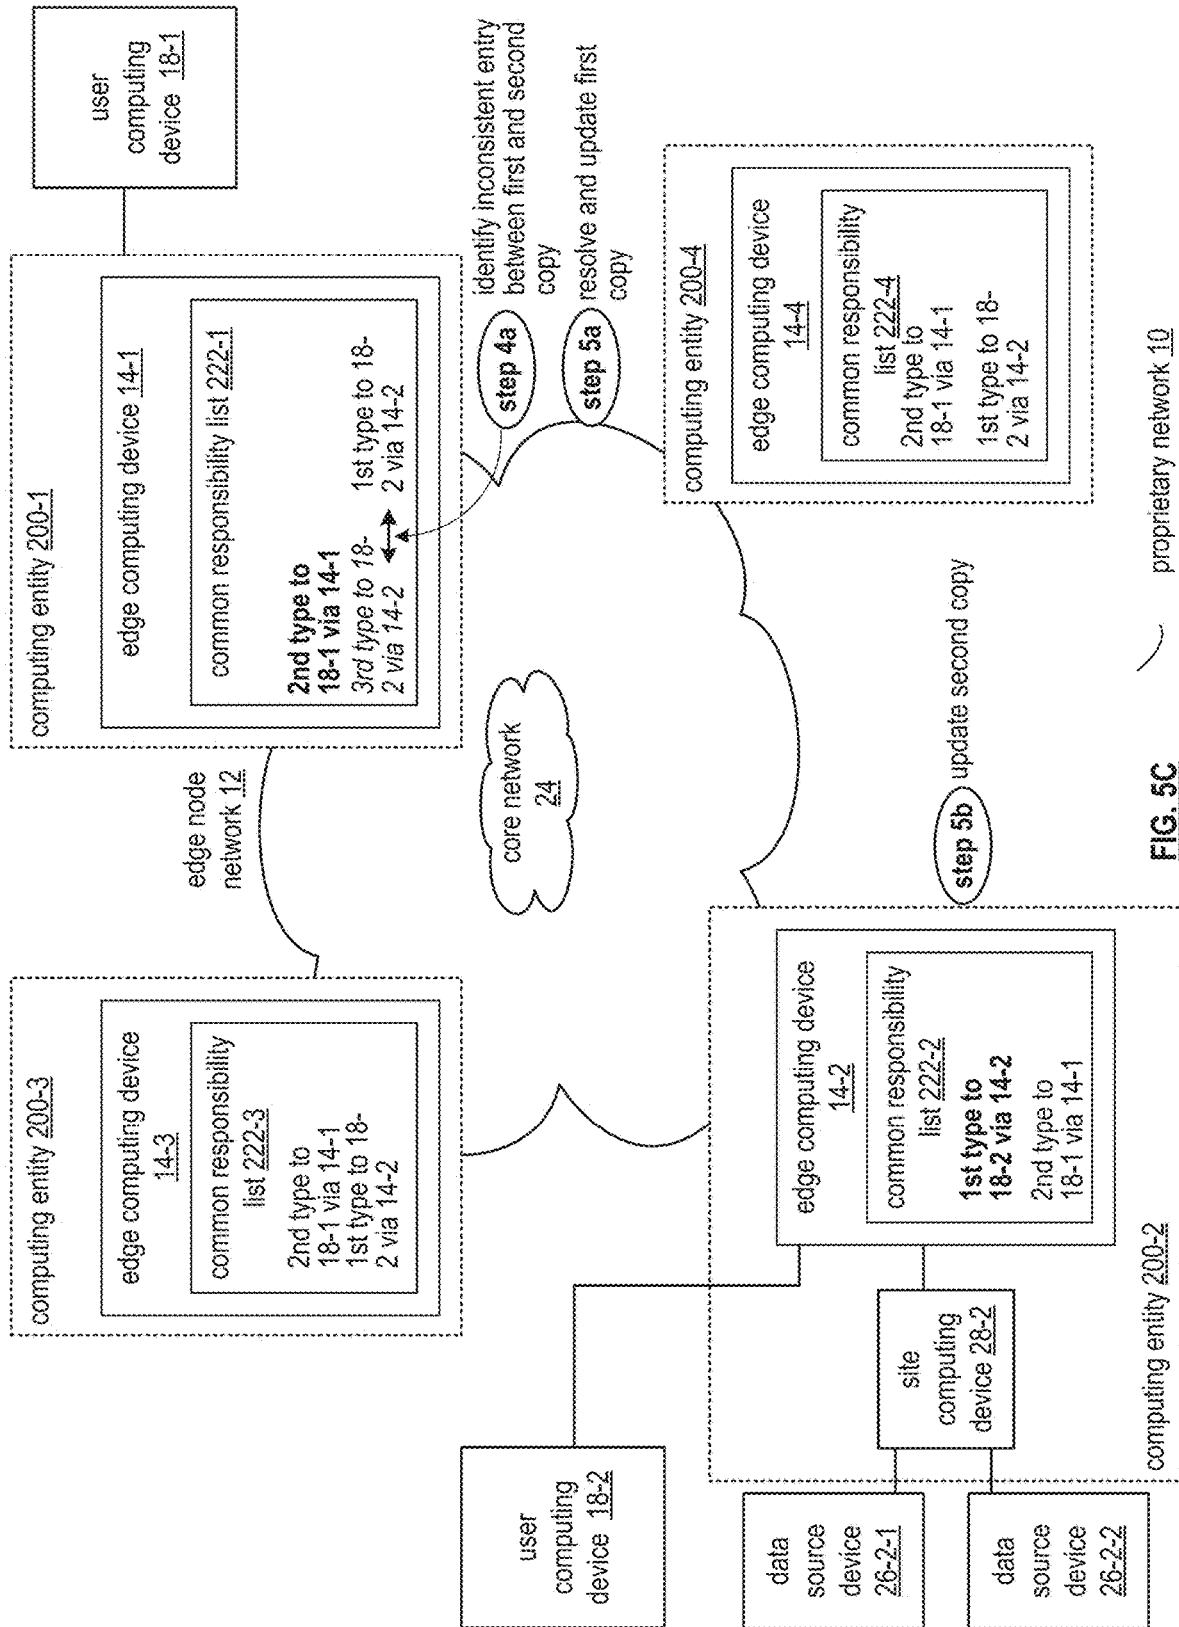 computing entity 200-3
edge computing device
14-3
common responsibility
list 222-3
2nd type to
18-1 via 14-1
1st type to 18-
2 via 14-2
edge node
network 12
computing entity 200-1
edge computing device 14-1
common responsibility list 222-1
2nd type to
18-1 via 14-1
3rd type to 18-
2 via 14-2
1st type to 18-
2 via 14-2
user
computing
device 18-1
step 4a
identify inconsistent entry
between first and second
copy
step 5a
resolve and update first
copy
core network
24
user
computing
device 18-2
data
source
device
26-2-1
data
source
device
26-2-2
site
computing
device 28-2
edge computing device
14-2
common responsibility
list 222-2
1st type to
18-2 via 14-2
2nd type to
18-1 via 14-1
computing entity 200-2
step 5b
update second copy
computing entity 200-4
edge computing device
14-4
common responsibility
list 222-4
2nd type to
18-1 via 14-1
1st type to 18-
2 via 14-2
FIG. 5C
proprietary network 10